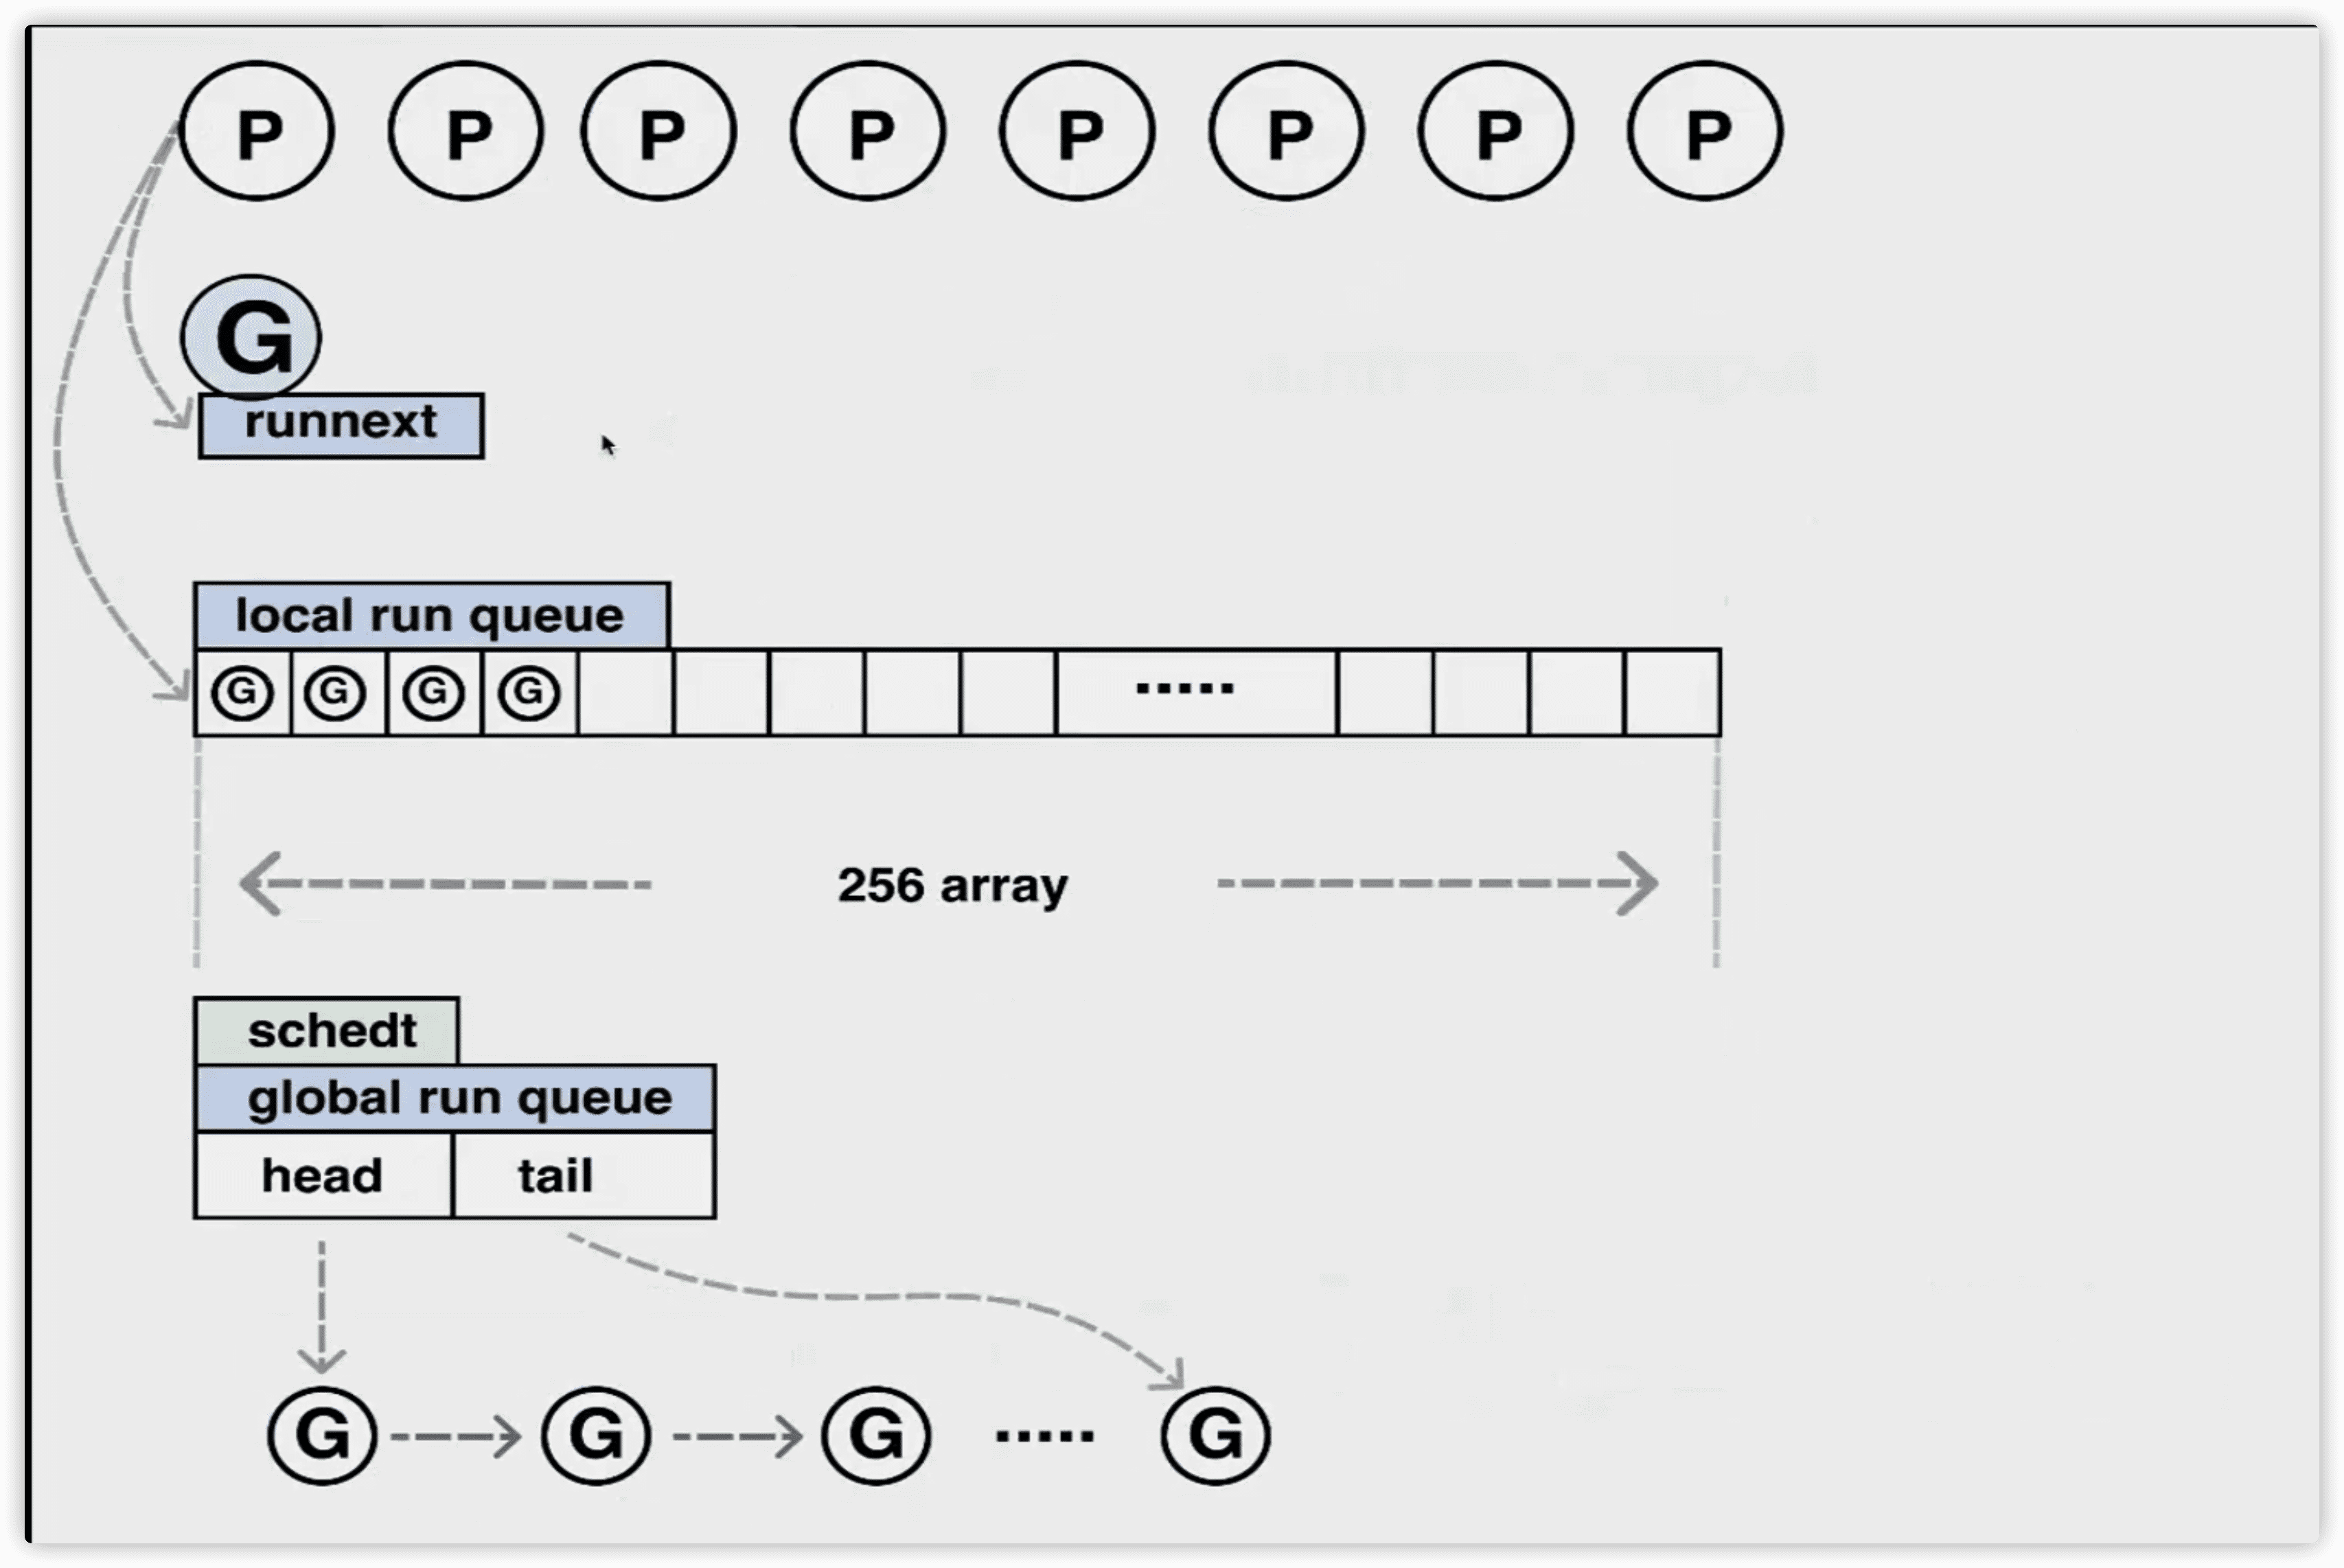 P P P P P P P P
G
runnext
local run queue
G G G G .....
256 array
schedt
global run queue
head tail
G G G ..... G